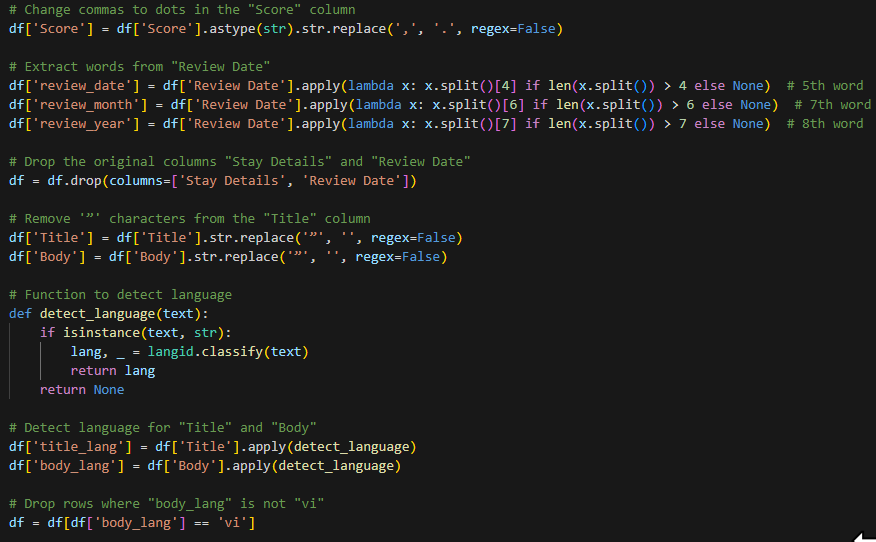 # Change commas to dots in the "Score" column
df['Score'] = df['Score'].astype(str).str.replace(',', '.', regex=False)
# Extract words from "Review Date"
df['review_date'] = df['Review Date'].apply(lambda x: x.split()[4] if len(x.split()) > 4 else None)  # 5th word
df['review_month'] = df['Review Date'].apply(lambda x: x.split()[6] if len(x.split()) > 6 else None)  # 7th word
df['review_year'] = df['Review Date'].apply(lambda x: x.split()[7] if len(x.split()) > 7 else None)  # 8th word
# Drop the original columns "Stay Details" and "Review Date"
df = df.drop(columns=['Stay Details', 'Review Date'])
# Remove '”' characters from the "Title" column
df['Title'] = df['Title'].str.replace('”', '', regex=False)
df['Body'] = df['Body'].str.replace('”', '', regex=False)
# Function to detect language
def detect_language(text):
    if isinstance(text, str):
        lang, _ = langid.classify(text)
        return lang
    return None
# Detect language for "Title" and "Body"
df['title_lang'] = df['Title'].apply(detect_language)
df['body_lang'] = df['Body'].apply(detect_language)
# Drop rows where "body_lang" is not "vi"
df = df[df['body_lang'] == 'vi']